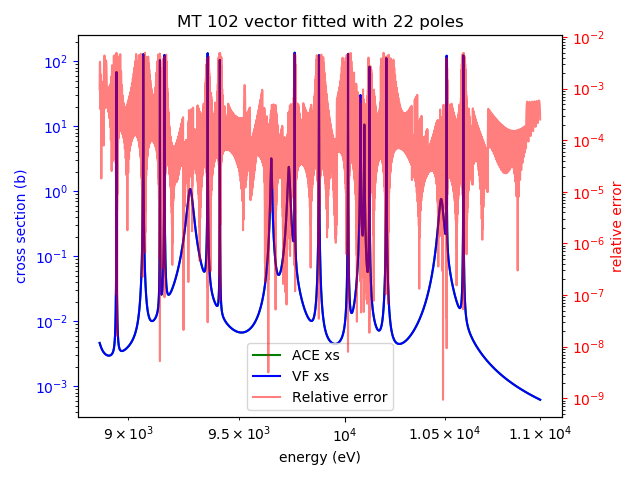 MT 102 vector fitted with 22 poles
10² 10¹ 10⁰ 10⁻¹ 10⁻² 10⁻³
cross section (b)
10⁻² 10⁻³ 10⁻⁴ 10⁻⁵ 10⁻⁶ 10⁻⁷ 10⁻⁸ 10⁻⁹
relative error
ACE xs
VF xs
Relative error
9 × 10³ 9.5 × 10³ 10⁴ 1.05 × 10⁴ 1.1 × 10⁴
energy (eV)